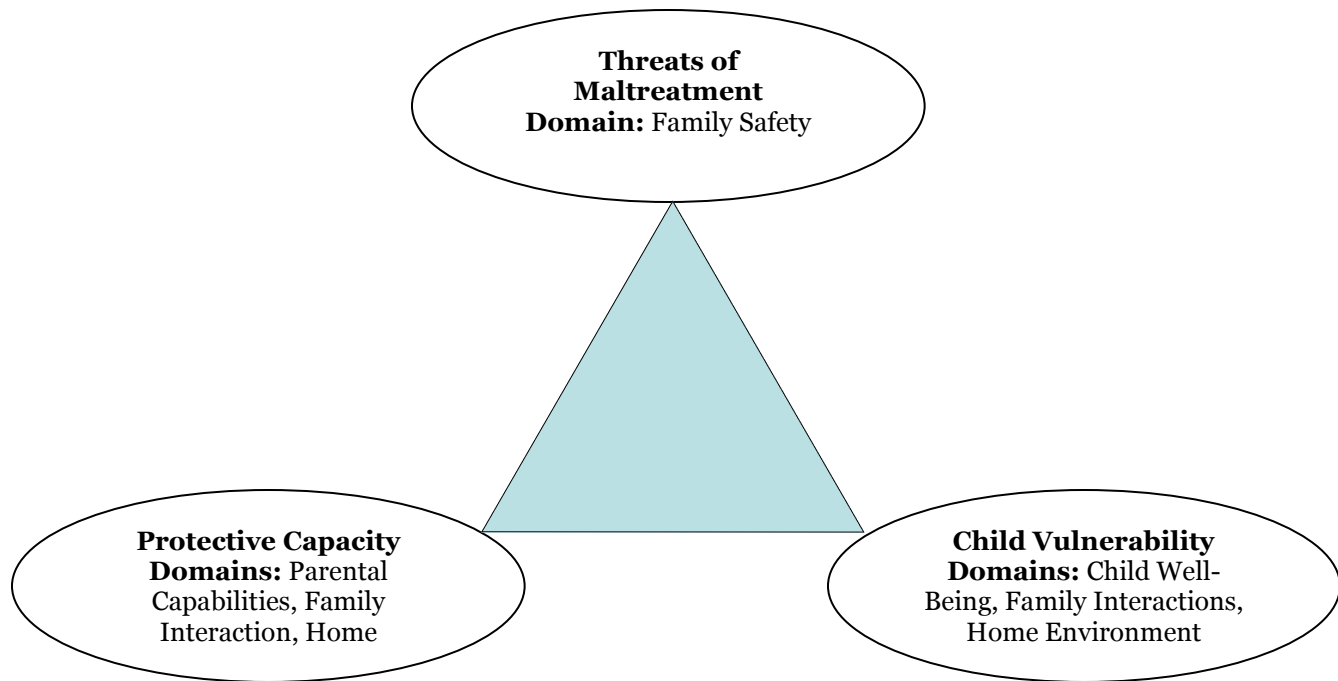 Threats of
Maltreatment
Domain: Family Safety
Protective Capacity
Domains: Parental
Capabilities, Family
Interaction, Home
Child Vulnerability
Domains: Child Well-
Being, Family Interactions,
Home Environment